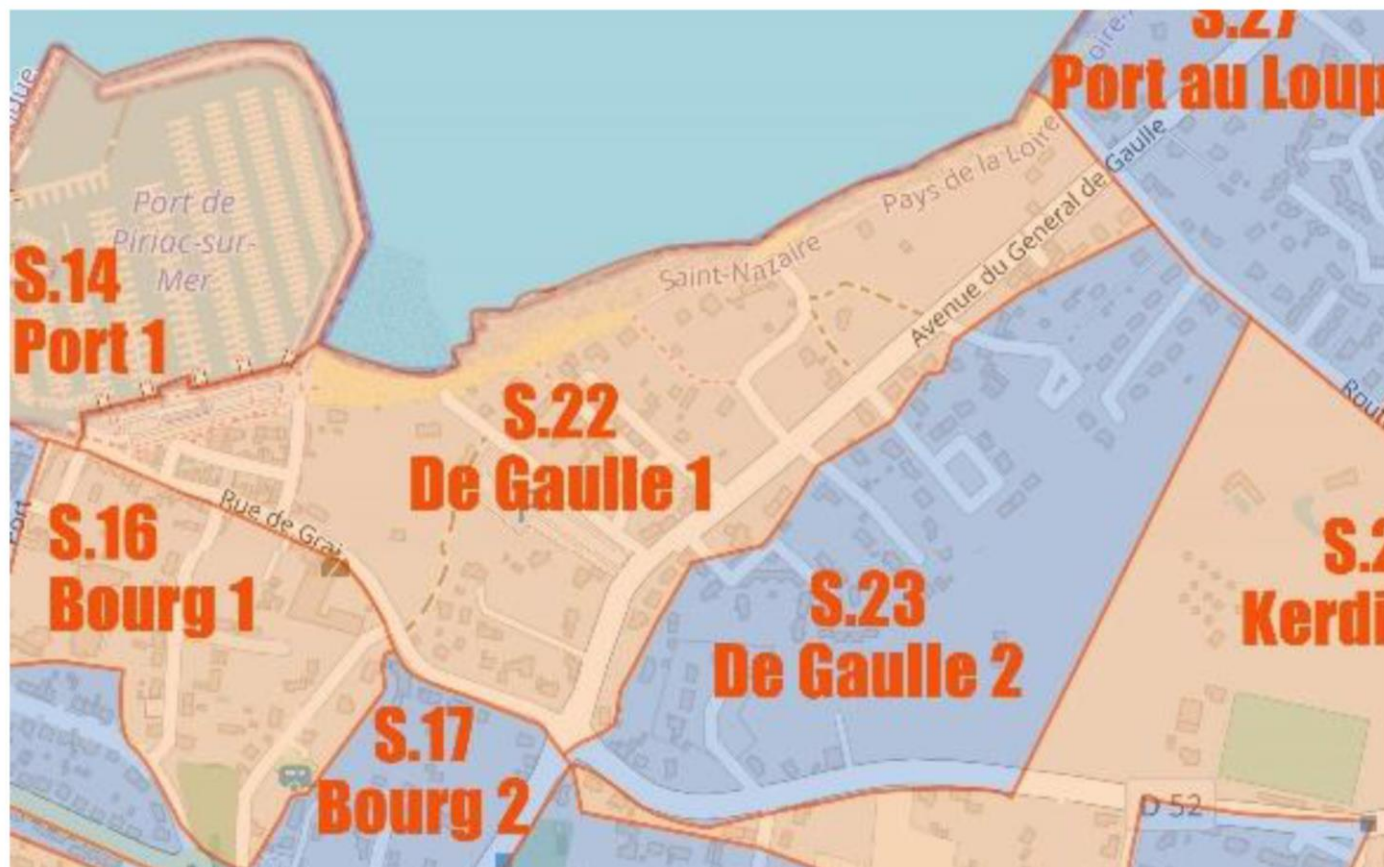 S.27
Port au Loup
Port de
Piriac-sur-
Mer
Pays de la Loire
Avenue du General de Gaulle
Saint-Nazaire
S.14
Port 1
S.22
De Gaulle 1
Rue de Grai
S.16
Bourg 1
S.23
De Gaulle 2
S.17
Bourg 2
D 52